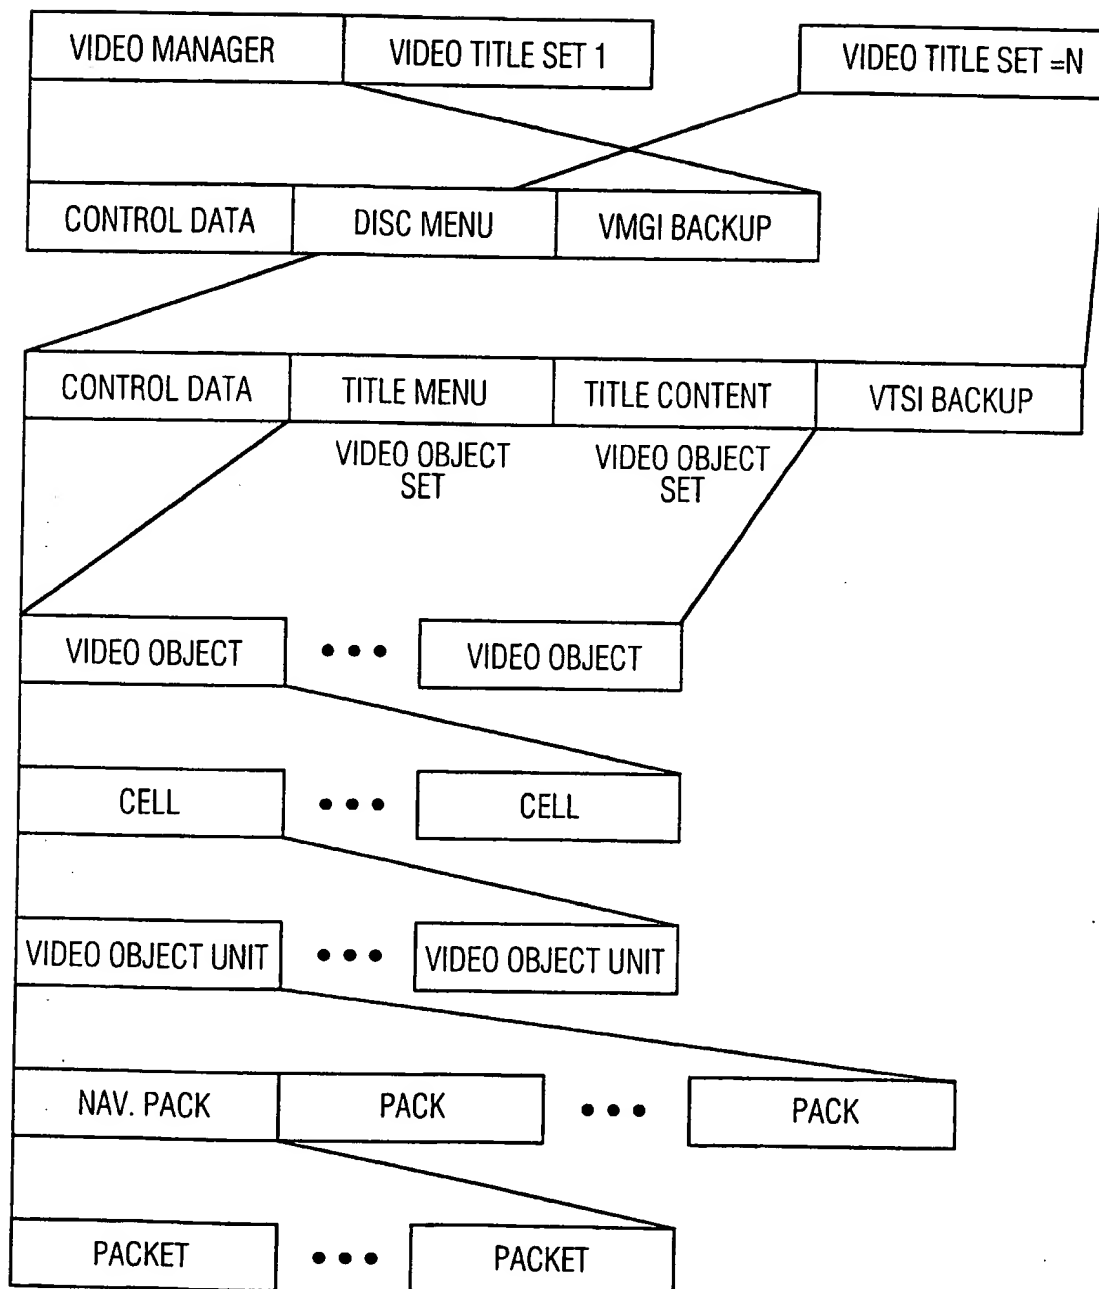 VIDEO MANAGER
VIDEO TITLE SET 1
VIDEO TITLE SET =N
CONTROL DATA
DISC MENU
VMGI BACKUP
CONTROL DATA
TITLE MENU
TITLE CONTENT
VTSI BACKUP
VIDEO OBJECT
SET
VIDEO OBJECT
SET
VIDEO OBJECT
VIDEO OBJECT
CELL
CELL
VIDEO OBJECT UNIT
VIDEO OBJECT UNIT
NAV. PACK
PACK
PACK
PACKET
PACKET